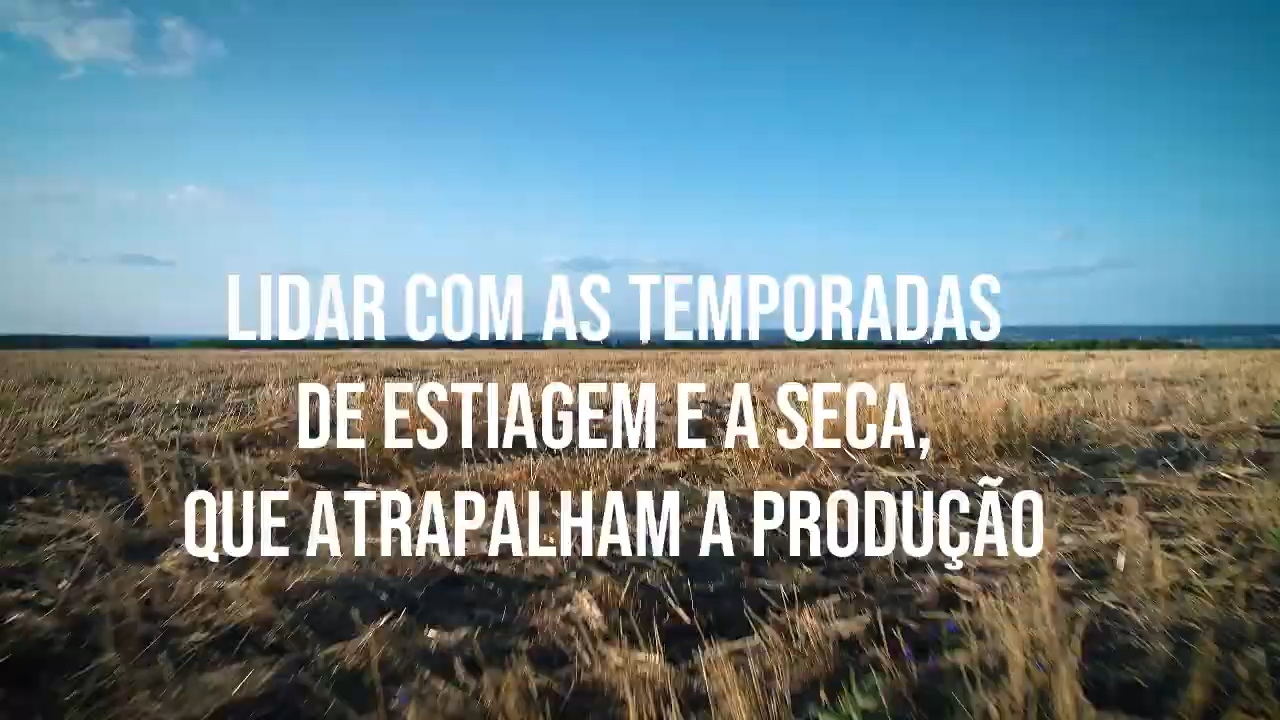 LIDAR COM AS TEMPORADAS
DE ESTIAGEM E A SECA,
QUE ATRAPALHAM A PRODUÇÃO